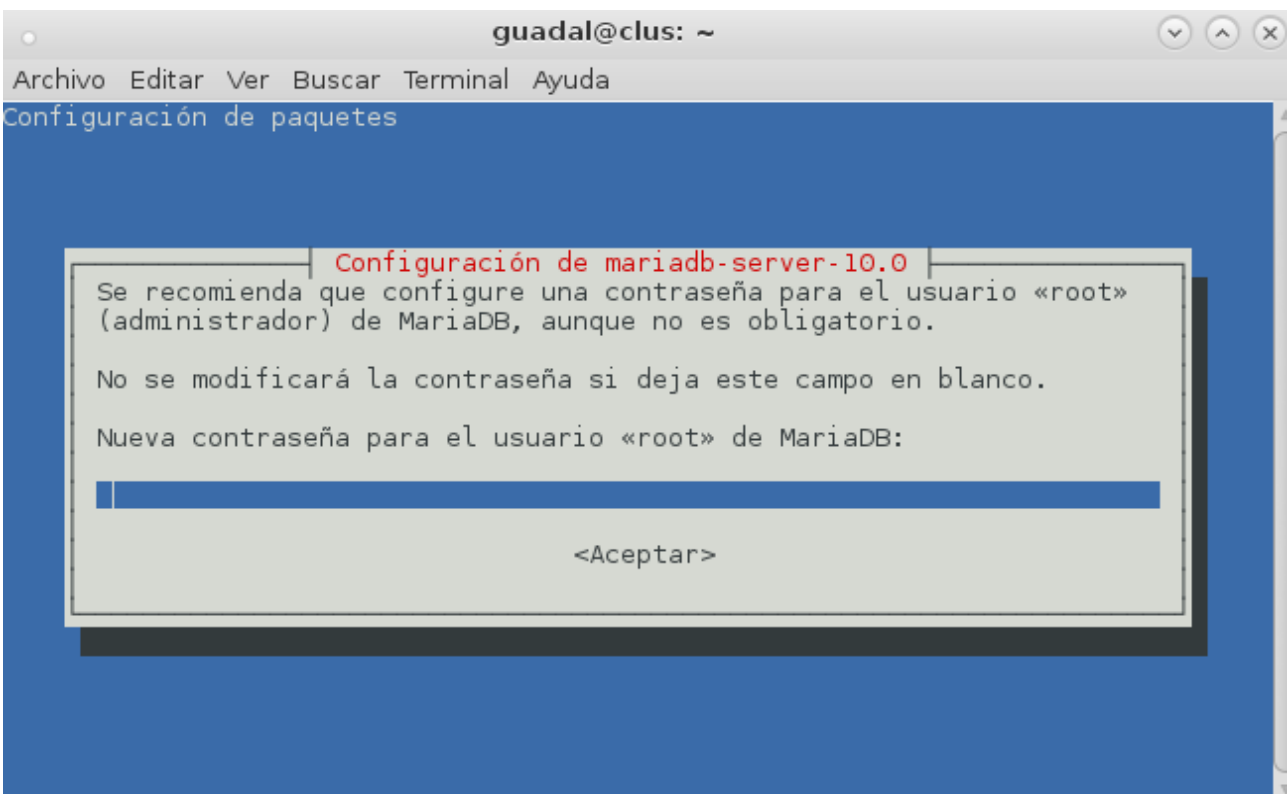 guadal@clus: ~
Archivo Editar Ver Buscar Terminal Ayuda
Configuración de paquetes
Configuración de mariadb-server-10.0
Se recomienda que configure una contraseña para el usuario «root»
(administrador) de MariaDB, aunque no es obligatorio.
No se modificará la contraseña si deja este campo en blanco.
Nueva contraseña para el usuario «root» de MariaDB:
<Aceptar>